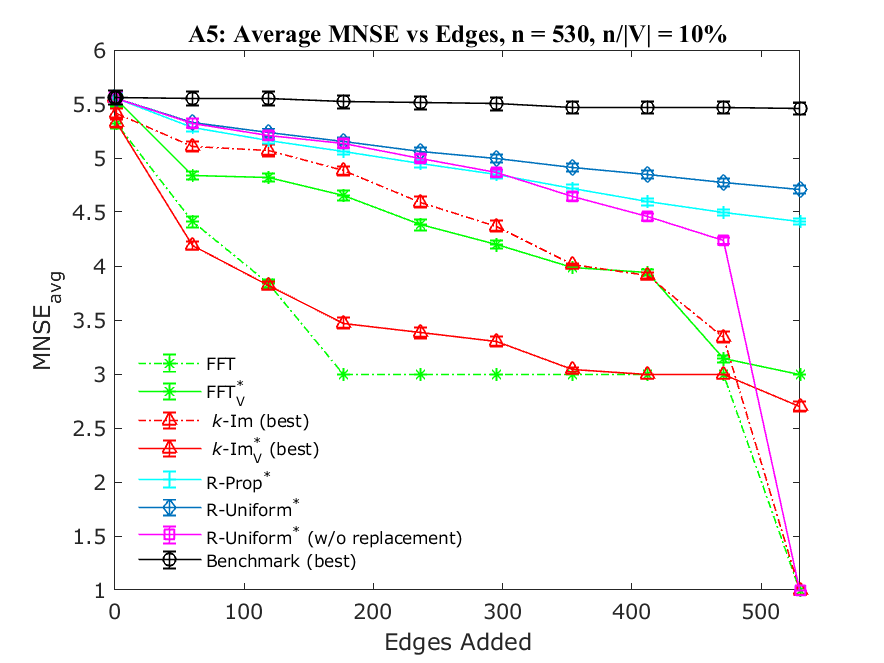 A5: Average MNSE vs Edges, n = 530, n/|V| = 10%
6
5.5
5
4.5
4
3.5
3
2.5
2
1.5
1
MNSE_avg
FFT
FFT*_V
k-Im (best)
k-Im*_V (best)
R-Prop*
R-Uniform*
R-Uniform* (w/o replacement)
Benchmark (best)
0 100 200 300 400 500
Edges Added